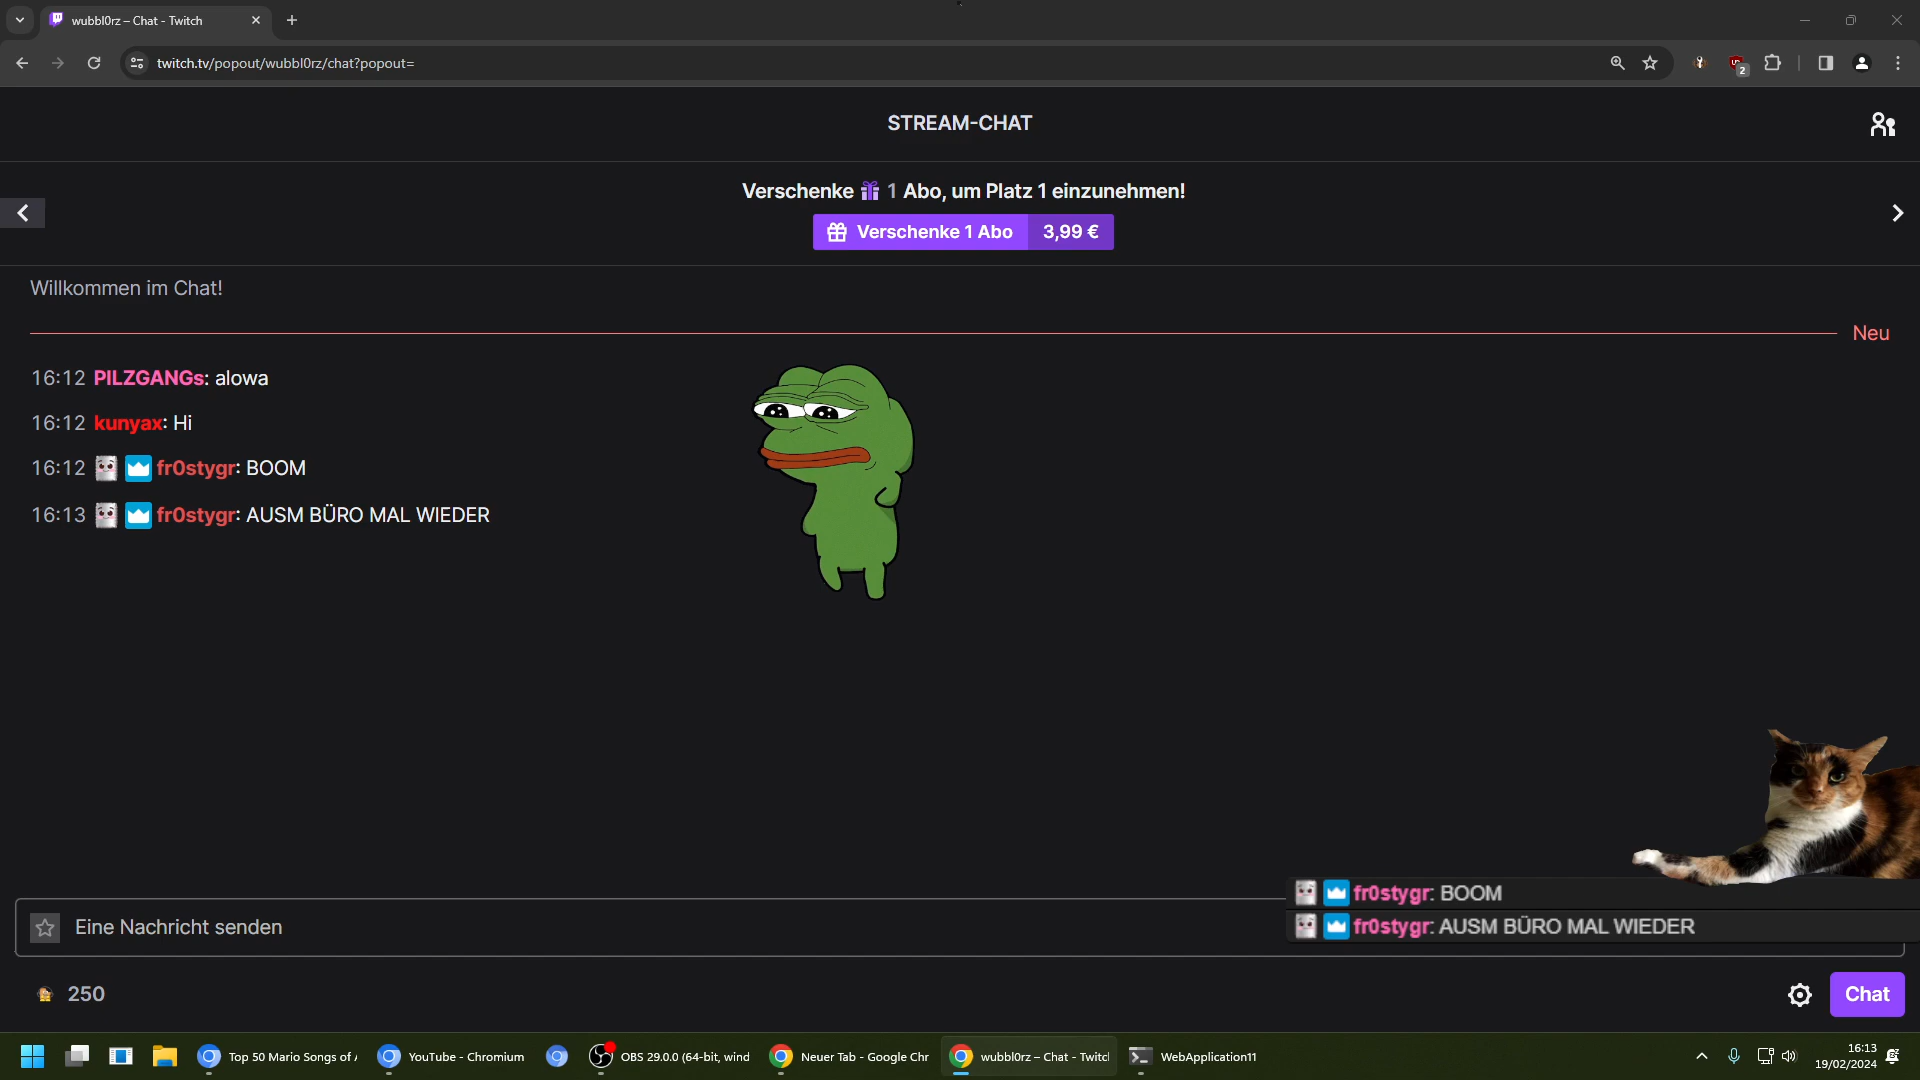 wubbl0rz – Chat - Twitch
twitch.tv/popout/wubbl0rz/chat?popout=
2
STREAM-CHAT
Verschenke 1 Abo, um Platz 1 einzunehmen!
Verschenke 1 Abo 3,99 €
Willkommen im Chat!
Neu
16:12 PILZGANGs: alowa
16:12 kunyax: Hi
16:12 fr0stygr: BOOM
16:13 fr0stygr: AUSM BÜRO MAL WIEDER
fr0stygr: BOOM
fr0stygr: AUSM BÜRO MAL WIEDER
Eine Nachricht senden
250
Chat
Top 50 Mario Songs of
YouTube - Chromium
OBS 29.0.0 (64-bit, wind
Neuer Tab - Google Chr
wubbl0rz – Chat - Twitc
WebApplication11
16:13
19/02/2024